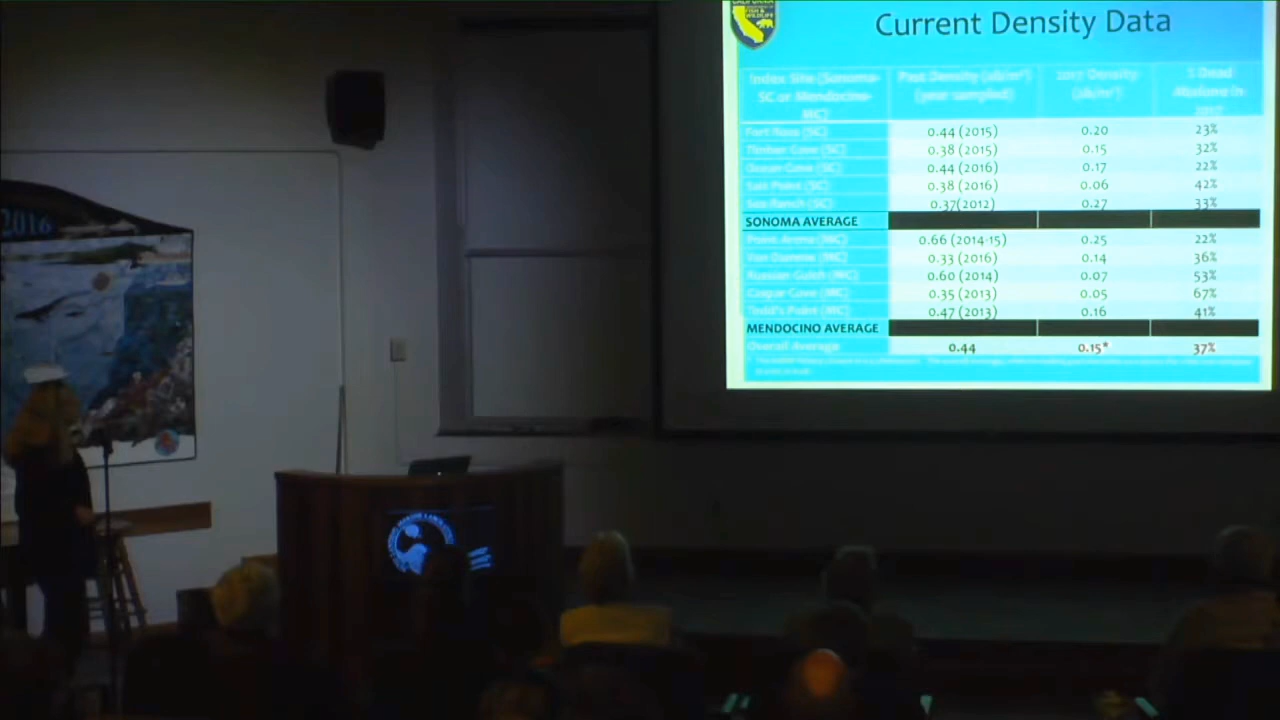 CALIFORNIA
FISH &
WILDLIFE
Current Density Data
Index Site (Sonoma- Past Density (ab/m²) 2017 Density % Dead
SC or Mendocino- (year sampled) (ab/m²) Abalone in
MC) 2017
Fort Ross (SC) 0.44 (2015) 0.20 23%
Timber Cove (SC) 0.38 (2015) 0.15 32%
Ocean Cove (SC) 0.44 (2016) 0.17 22%
Salt Point (SC) 0.38 (2016) 0.06 42%
Sea Ranch (SC) 0.37(2012) 0.27 33%
SONOMA AVERAGE
Point Arena (MC) 0.66 (2014-15) 0.25 22%
Van Damme (MC) 0.33 (2016) 0.14 36%
Russian Gulch (MC) 0.60 (2014) 0.07 53%
Caspar Cove (MC) 0.35 (2013) 0.05 67%
Todd's Point (MC) 0.47 (2013) 0.16 41%
MENDOCINO AVERAGE
Overall Average 0.44 0.15* 37%
2016